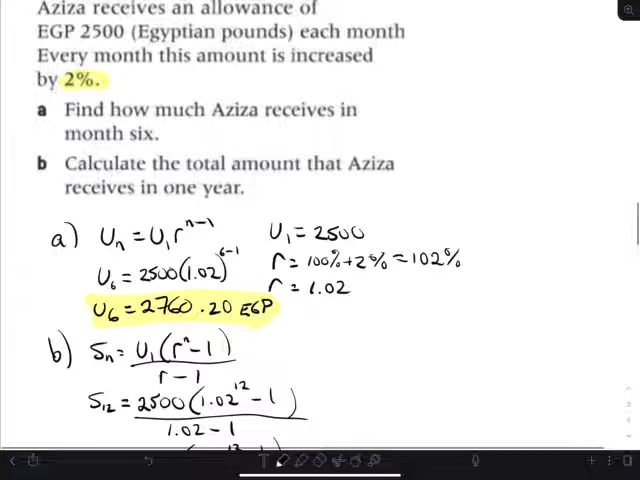 Aziza receives an allowance of
EGP 2500 (Egyptian pounds) each month
Every month this amount is increased
by 2%.
a Find how much Aziza receives in
month six.
b Calculate the total amount that Aziza
receives in one year.
a) Uₙ = U₁rⁿ⁻¹
U₆ = 2500(1.02)⁶⁻¹
U₆ = 2760.20 EGP
U₁ = 2500
r = 100% + 2% = 102%
r = 1.02
b) Sₙ = U₁(rⁿ - 1)
r - 1
S₁₂ = 2500(1.02¹² - 1)
1.02 - 1